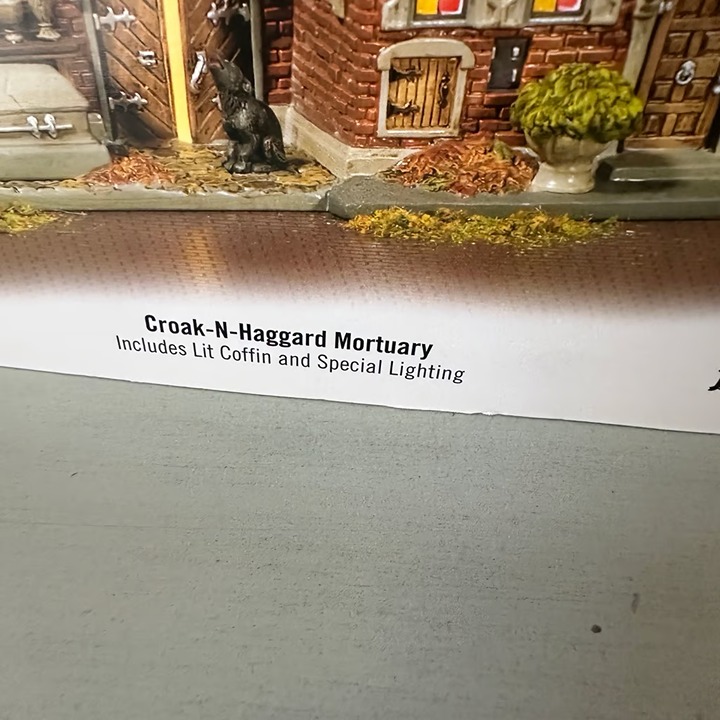 Croak-N-Haggard Mortuary
Includes Lit Coffin and Special Lighting